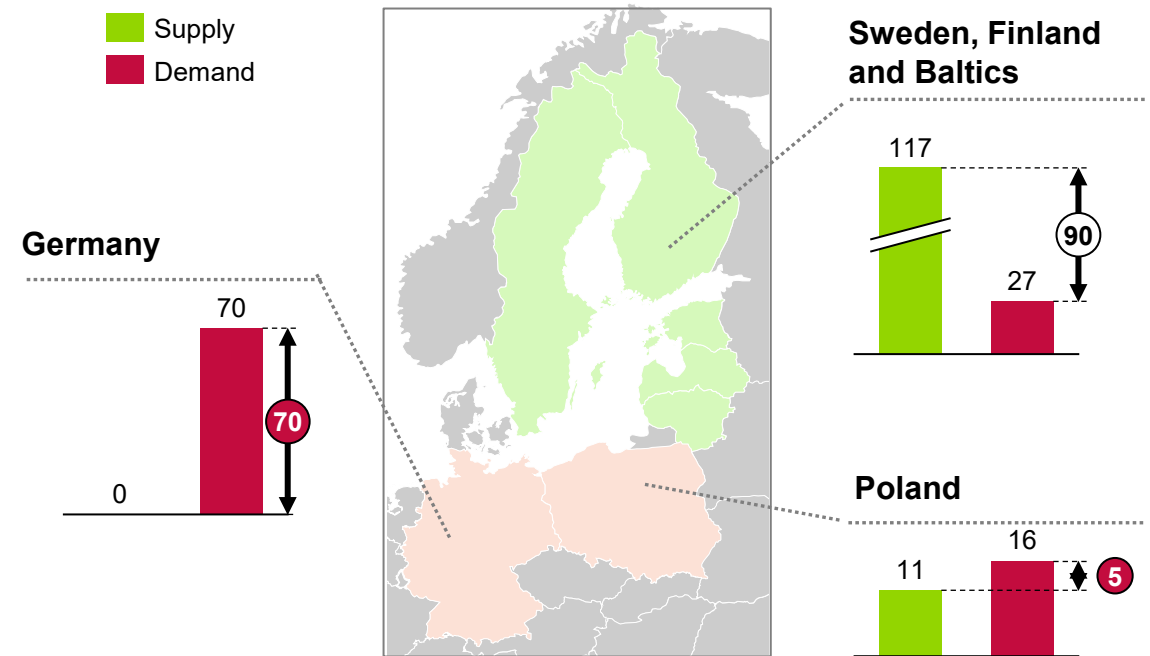 Supply
Demand
Sweden, Finland
and Baltics
117
90
27
Germany
70
70
0
Poland
16
11
5